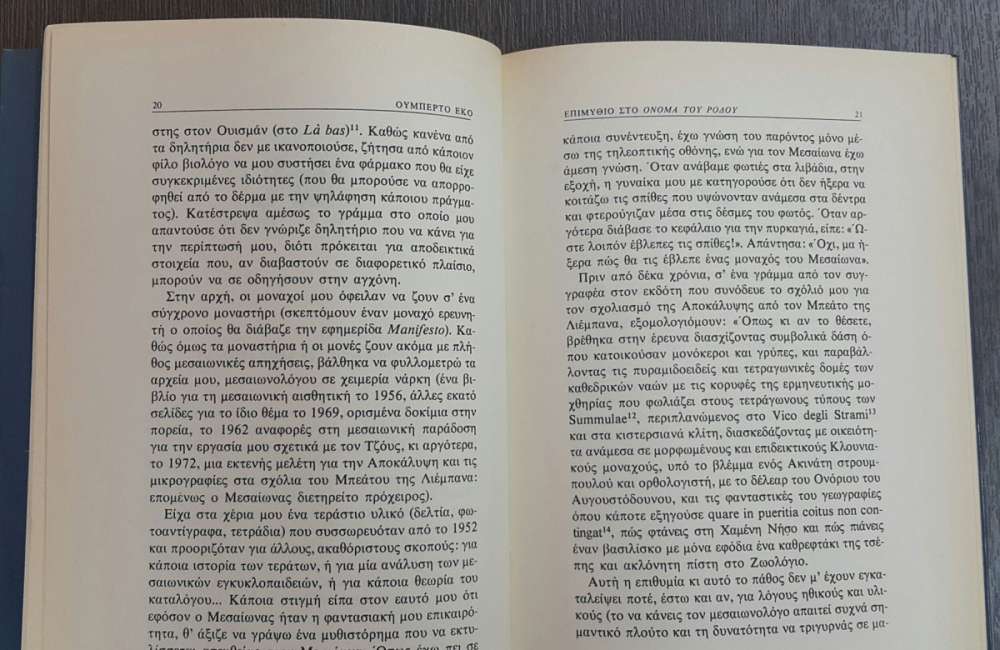 20
ΟΥΜΠΕΡΤΟ ΕΚΟ
στης στον Ουισμάν (στο Là bas)¹¹. Καθώς κανένα από
τα δηλητήρια δεν με ικανοποιούσε, ζήτησα από κάποιον
φίλο βιολόγο να μου συστήσει ένα φάρμακο που θα είχε
συγκεκριμένες ιδιότητες (που θα μπορούσε να απορρο-
φηθεί από το δέρμα με την ψηλάφηση κάποιου πράγμα-
τος). Κατέστρεψα αμέσως το γράμμα στο οποίο μου
απαντούσε ότι δεν γνώριζε δηλητήριο που να κάνει για
την περίπτωσή μου, διότι πρόκειται για αποδεικτικά
στοιχεία που, αν διαβαστούν σε διαφορετικό πλαίσιο,
μπορούν να σε οδηγήσουν στην αγχόνη.
Στην αρχή, οι μοναχοί μου όφειλαν να ζουν σ' ένα
σύγχρονο μοναστήρι (σκεπτόμουν έναν μοναχό ερευνη-
τή ο οποίος θα διάβαζε την εφημερίδα Manifesto). Κα-
θώς όμως τα μοναστήρια ή οι μονές ζουν ακόμα με πλή-
θος μεσαιωνικές απηχήσεις, βάλθηκα να φυλλομετρώ τα
αρχεία μου, μεσαιωνολόγου σε χειμερία νάρκη (ένα βι-
βλίο για τη μεσαιωνική αισθητική το 1956, άλλες εκατό
σελίδες για το ίδιο θέμα το 1969, ορισμένα δοκίμια στην
πορεία, το 1962 αναφορές στη μεσαιωνική παράδοση
για την εργασία μου σχετικά με τον Τζόυς, κι αργότερα,
το 1972, μια εκτενής μελέτη για την Αποκάλυψη και τις
μικρογραφίες στα σχόλια του Μπεάτου της Λιέμπανα:
επομένως ο Μεσαίωνας διετηρείτο πρόχειρος).
Είχα στα χέρια μου ένα τεράστιο υλικό (δελτία, φω-
τοαντίγραφα, τετράδια) που συσσωρευόταν από το 1952
και προοριζόταν για άλλους, ακαθόριστους σκοπούς: για
κάποια ιστορία των τεράτων, ή για μία ανάλυση των με-
σαιωνικών εγκυκλοπαιδειών, ή για κάποια θεωρία του
καταλόγου... Κάποια στιγμή είπα στον εαυτό μου ότι
εφόσον ο Μεσαίωνας ήταν η φαντασιακή μου επικαιρό-
τητα, θ' άξιζε να γράψω ένα μυθιστόρημα που να εκτυ-
Μεσαίωνα. Όπως έχω πει σε
ΕΠΙΜΥΘΙΟ ΣΤΟ ΟΝΟΜΑ ΤΟΥ ΡΟΔΟΥ
21
κάποια συνέντευξη, έχω γνώση του παρόντος μόνο μέ-
σω της τηλεοπτικής οθόνης, ενώ για τον Μεσαίωνα έχω
άμεση γνώση. Όταν ανάβαμε φωτιές στα λιβάδια, στην
εξοχή, η γυναίκα μου με κατηγορούσε ότι δεν ήξερα να
κοιτάζω τις σπίθες που υψώνονταν ανάμεσα στα δέντρα
και φτερούγιζαν μέσα στις δέσμες του φωτός. Όταν αρ-
γότερα διάβασε το κεφάλαιο για την πυρκαγιά, είπε: «Ώ-
στε λοιπόν έβλεπες τις σπίθες!». Απάντησα: «Όχι, μα ή-
ξερα πώς θα τις έβλεπε ένας μοναχός του Μεσαίωνα».
Πριν από δέκα χρόνια, σ' ένα γράμμα από τον συγ-
γραφέα στον εκδότη που συνόδευε το σχόλιό μου για
τον σχολιασμό της Αποκάλυψης από τον Μπεάτο της
Λιέμπανα, εξομολογιόμουν: «Όπως κι αν το θέσετε,
βρέθηκα στην έρευνα διασχίζοντας συμβολικά δάση ό-
που κατοικούσαν μονόκεροι και γρύπες, και παραβάλ-
λοντας τις πυραμιδοειδείς και τετραγωνικές δομές των
καθεδρικών ναών με τις κορυφές της ερμηνευτικής μο-
χθηρίας που φωλιάζει στους τετράγωνους τύπους των
Summulae¹², περιπλανώμενος στο Vico degli Strami¹³
και στα κιστερσιανά κλίτη, διασκεδάζοντας με οικειότη-
τα ανάμεσα σε μορφωμένους και επιδεικτικούς Κλουνια-
κούς μοναχούς, υπό το βλέμμα ενός Ακινάτη στρουμ-
πουλού και ορθολογιστή, με το δέλεαρ του Ονόριου του
Αυγουστόδουνου, και τις φανταστικές του γεωγραφίες
όπου κάποτε εξηγούσε quare in pueritia coitus non con-
tingat¹⁴, πώς φτάνεις στη Χαμένη Νήσο και πώς πιάνεις
έναν βασιλίσκο με μόνα εφόδια ένα καθρεφτάκι της τσέ-
πης και ακλόνητη πίστη στο Ζωολόγιο.
Αυτή η επιθυμία κι αυτό το πάθος δεν μ' έχουν εγκα-
ταλείψει ποτέ, έστω και αν, για λόγους ηθικούς και υλι-
κούς (το να κάνεις τον μεσαιωνολόγο απαιτεί συχνά ση-
μαντικό πλούτο και τη δυνατότητα να τριγυρνάς σε μα-